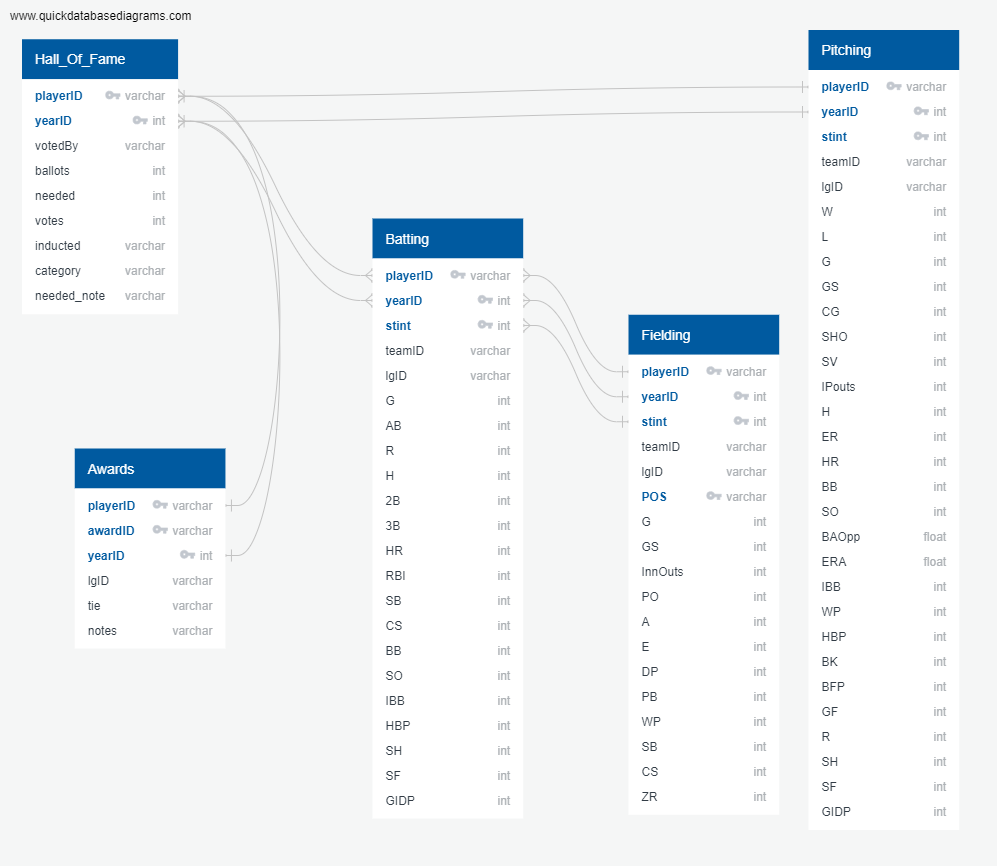 www.quickdatabasediagrams.com
Hall_Of_Fame
playerID varchar
yearID int
votedBy varchar
ballots int
needed int
votes int
inducted varchar
category varchar
needed_note varchar
Awards
playerID varchar
awardID varchar
yearID int
lgID varchar
tie varchar
notes varchar
Batting
playerID varchar
yearID int
stint int
teamID varchar
lgID varchar
G int
AB int
R int
H int
2B int
3B int
HR int
RBI int
SB int
CS int
BB int
SO int
IBB int
HBP int
SH int
SF int
GIDP int
Fielding
playerID varchar
yearID int
stint int
teamID varchar
lgID varchar
POS varchar
G int
GS int
InnOuts int
PO int
A int
E int
DP int
PB int
WP int
SB int
CS int
ZR int
Pitching
playerID varchar
yearID int
stint int
teamID varchar
lgID varchar
W int
L int
G int
GS int
CG int
SHO int
SV int
IPouts int
H int
ER int
HR int
BB int
SO int
BAOpp float
ERA float
IBB int
WP int
HBP int
BK int
BFP int
GF int
R int
SH int
SF int
GIDP int